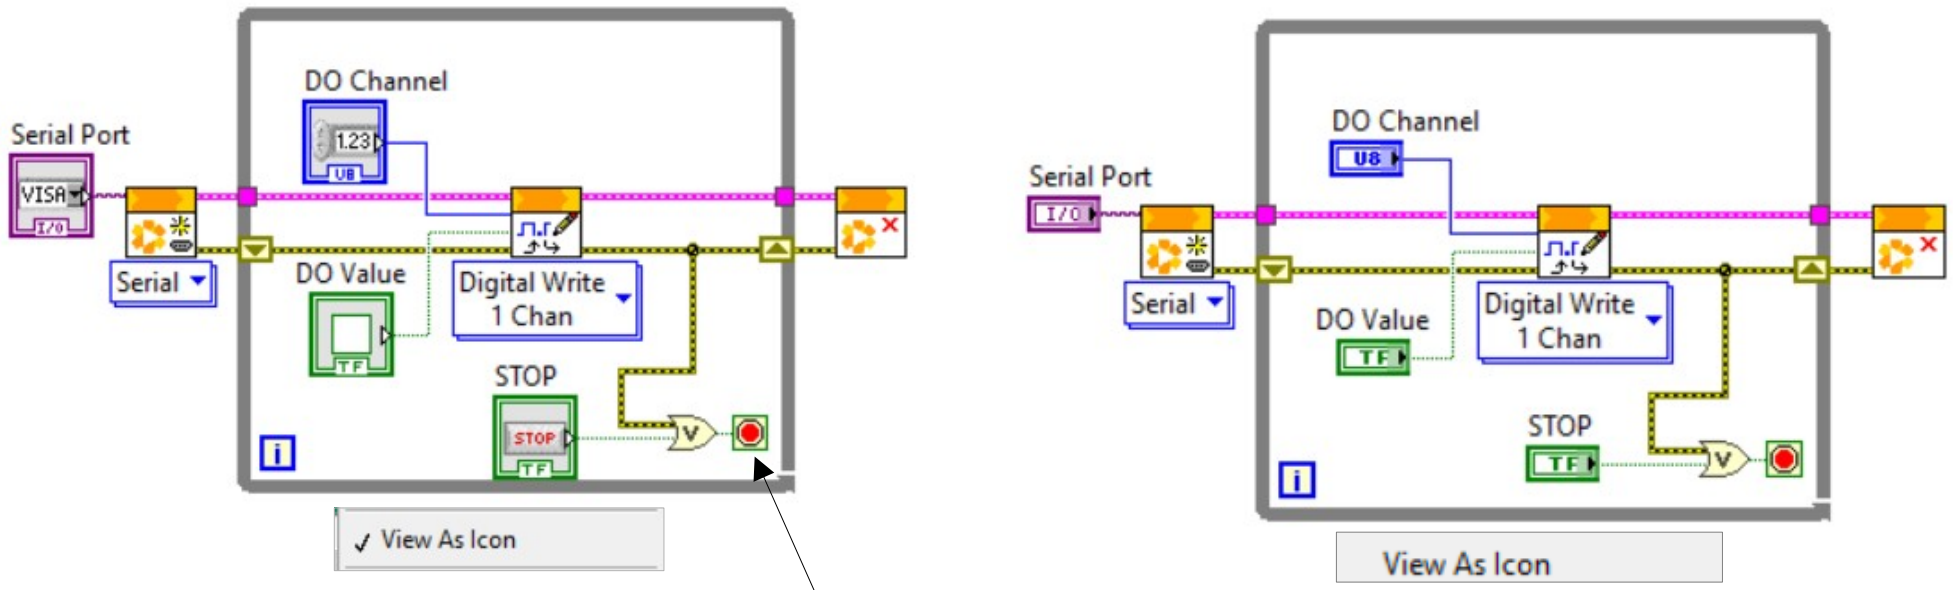 DO Channel
1.23
U8
Serial Port
VISA
I/O
Serial
DO Value
TF
Digital Write
1 Chan
STOP
STOP
TF
V
i
✓ View As Icon
DO Channel
U8
Serial Port
I/O
Serial
DO Value
TF
Digital Write
1 Chan
STOP
TF
V
i
View As Icon